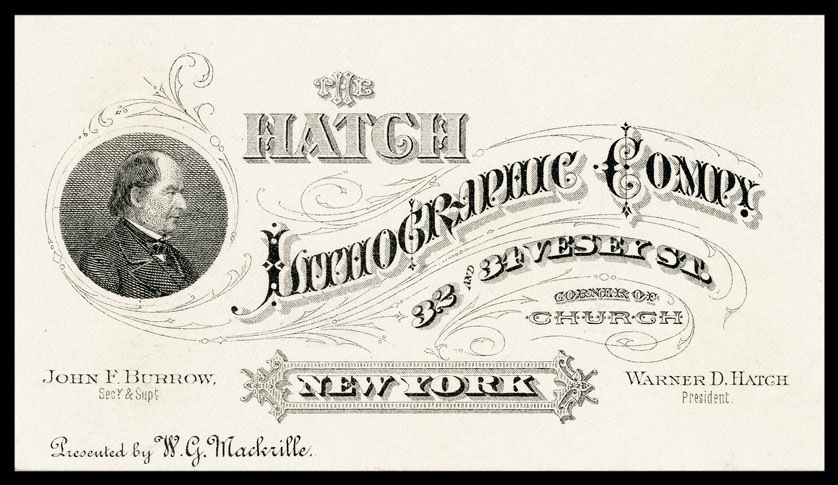 THE
HATCH
LITHOGRAPHIC COMPY.
32 AND 34 VESEY ST.
CORNER OF
CHURCH
JOHN F. BURROW,
Secy & Supt
NEW YORK
WARNER D. HATCH
President.
Presented by W. G. Mackrille.